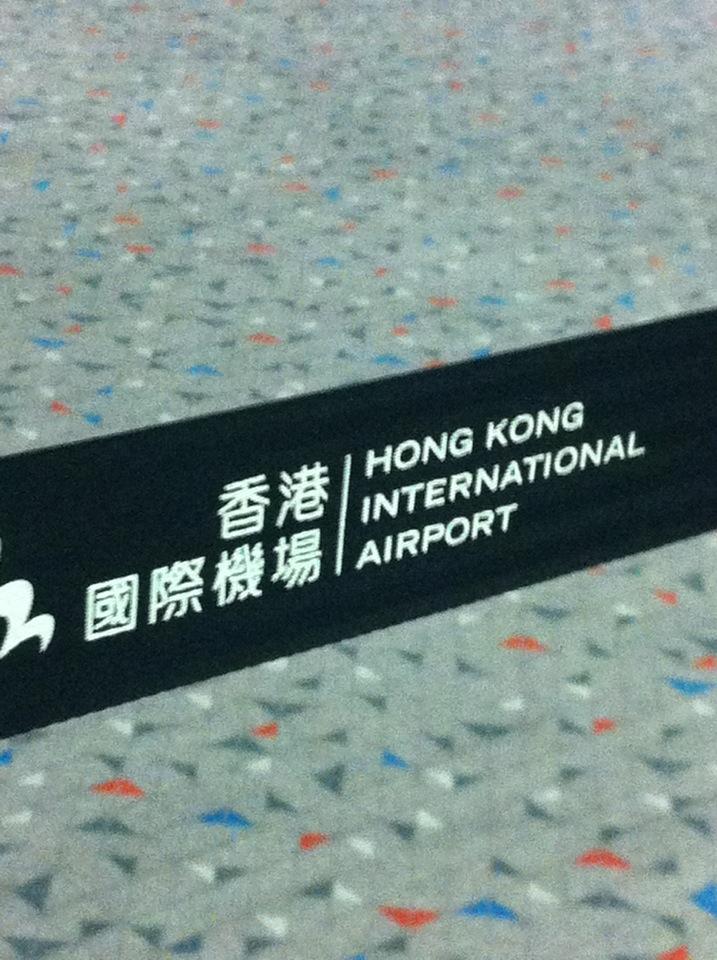 香港
國際機場
HONG KONG
INTERNATIONAL
AIRPORT